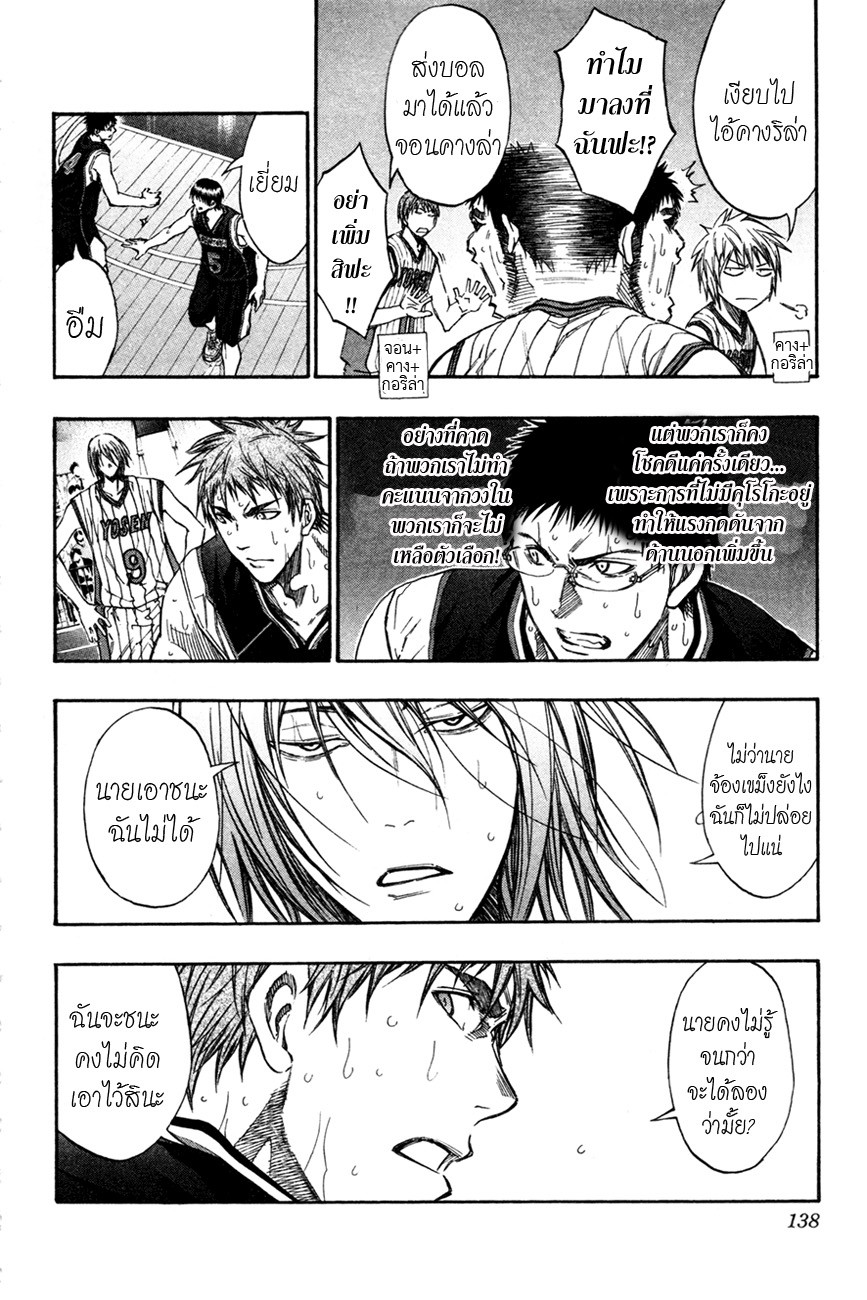 เงียบไป
ไอ้คางริล่า
ทำไม
มาลงที่
ฉันฟะ!?
ส่งบอล
มาได้แล้ว
จอนคางล่า
อย่า
เพิ่ม
สิฟะ
!!
คาง+
กอริล่า
จอน+
คาง+
กอริล่า
YOSEN
เยี่ยม
อืม
4
5
แต่พวกเราก็คง
โชคดีแค่ครั้งเดียว...
เพราะการที่ไม่มีคุโรโกะอยู่
ทำให้แรงกดดันจาก
ด้านนอกเพิ่มขึ้น
อย่างที่คาด
ถ้าพวกเราไม่ทำ
คะแนนจากวงใน
พวกเราก็จะไม่
เหลือตัวเลือก!
YOSEN
9
ไม่ว่านาย
จ้องเขม็งยังไง
ฉันก็ไม่ปล่อย
ไปแน่
นายเอาชนะ
ฉันไม่ได้
นายคงไม่รู้
จนกว่า
จะได้ลอง
ว่ามั้ย?
ฉันจะชนะ
คงไม่คิด
เอาไว้สินะ
138